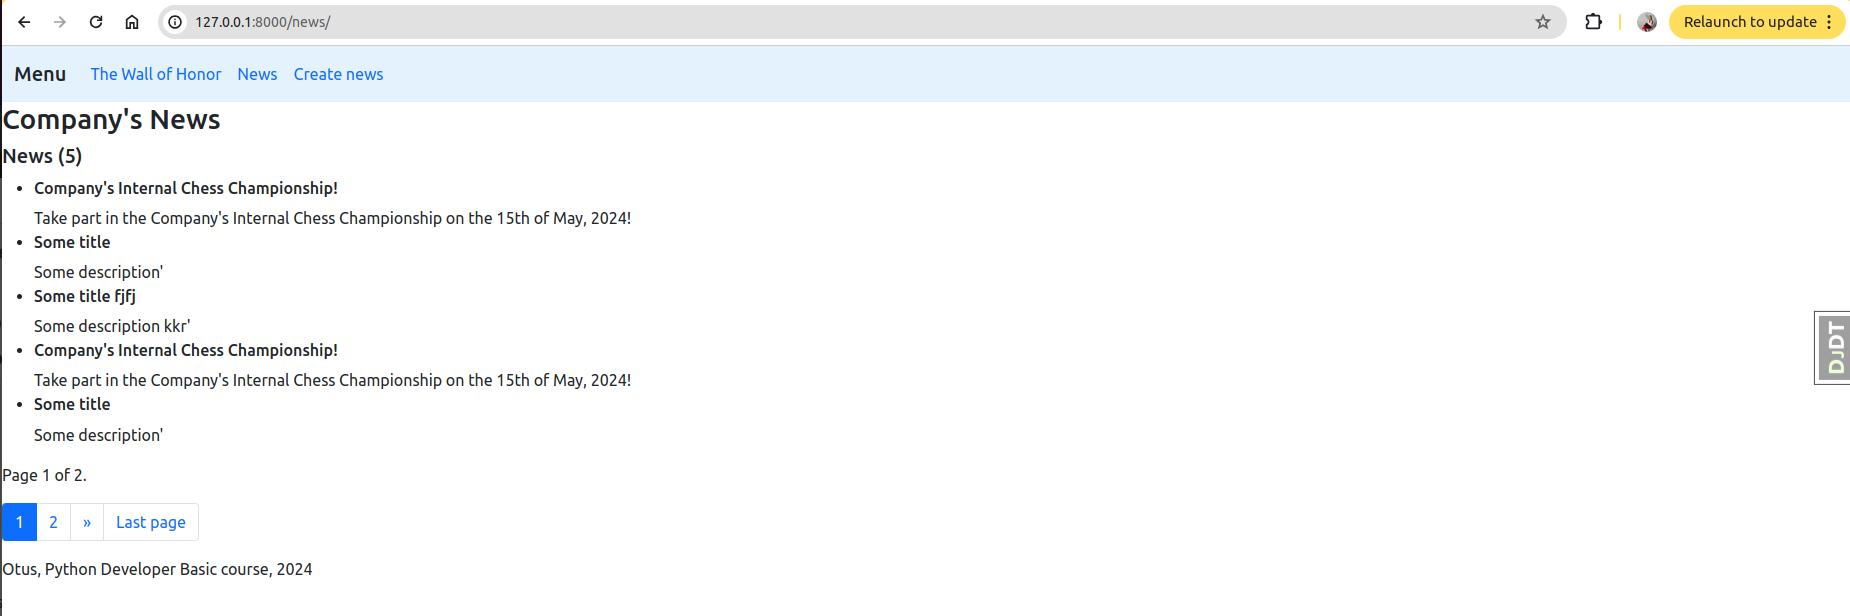 127.0.0.1:8000/news/
Relaunch to update
Menu The Wall of Honor News Create news
Company's News
News (5)
Company's Internal Chess Championship!
Take part in the Company's Internal Chess Championship on the 15th of May, 2024!
Some title
Some description'
Some title fjfj
Some description kkr'
Company's Internal Chess Championship!
Take part in the Company's Internal Chess Championship on the 15th of May, 2024!
Some title
Some description'
DJDT
Page 1 of 2.
1 2 » Last page
Otus, Python Developer Basic course, 2024